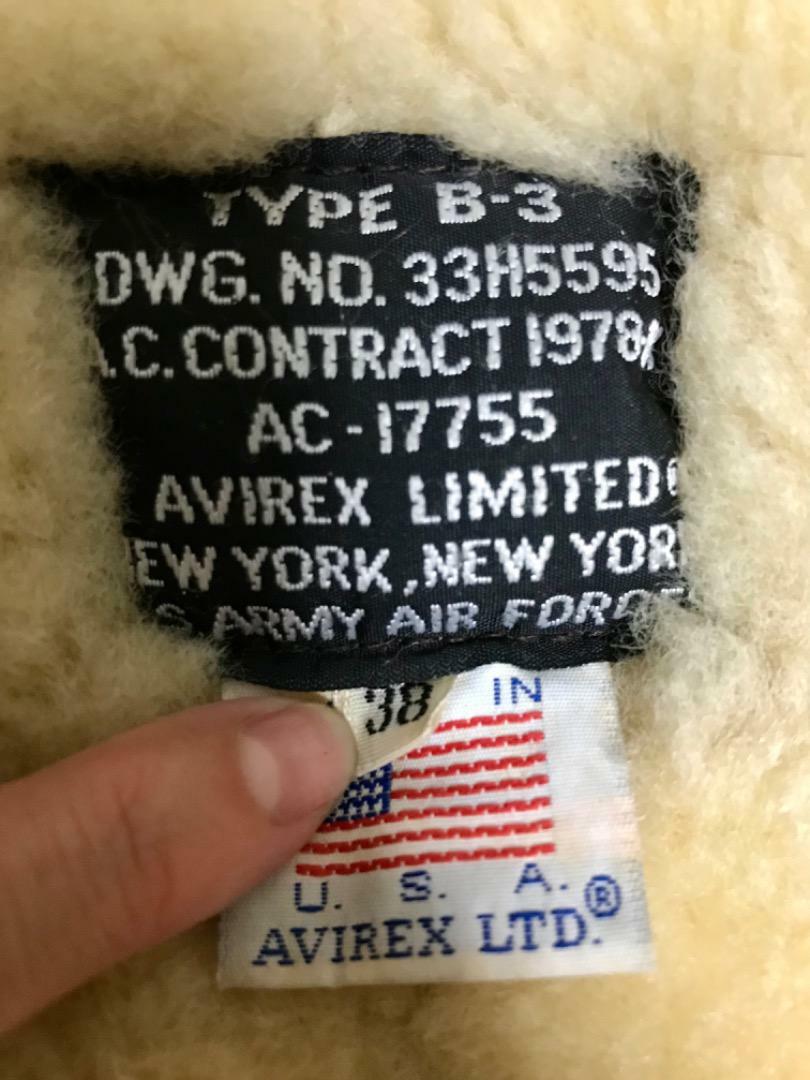 TYPE B-3
DWG. NO. 33H5595
A.C. CONTRACT 1978
AC-17755
AVIREX LIMITED
NEW YORK, NEW YORK
US ARMY AIR FORCE
38
IN
U. S. A.
AVIREX LTD.®